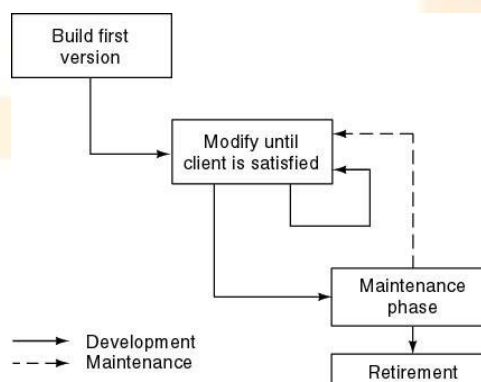 Build first
version
Modify until
client is satisfied
Maintenance
phase
Development
Maintenance
Retirement